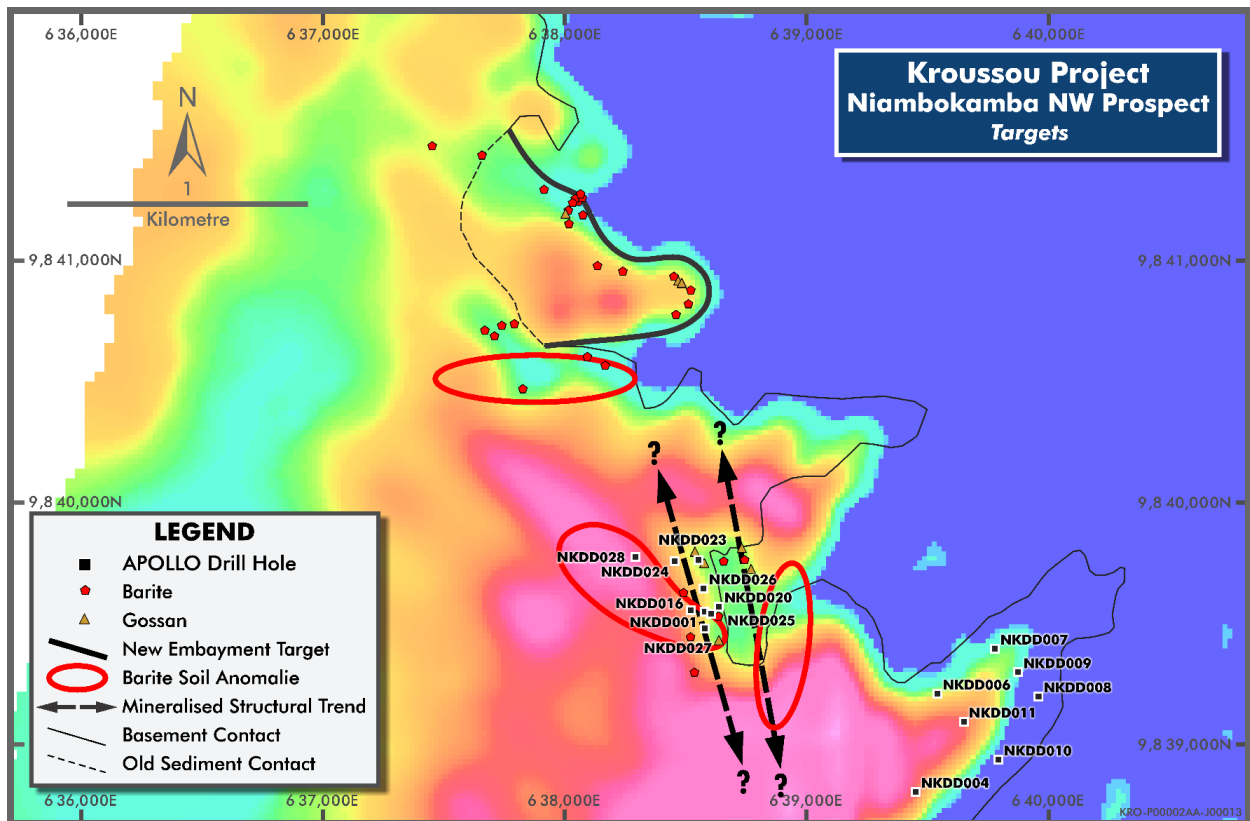 6 36,000E
6 37,000E
6 38,000E
6 39,000E
6 40,000E
Kroussou Project
Niambokamba NW Prospect
Targets
N
1
Kilometre
9,8 41,000N
9,8 41,000N
?
?
9,8 40,000N
9,8 40,000N
LEGEND
APOLLO Drill Hole
Barite
Gossan
New Embayment Target
Barite Soil Anomalie
Mineralised Structural Trend
Basement Contact
Old Sediment Contact
NKDD023
NKDD028
NKDD024
NKDD026
NKDD020
NKDD016
NKDD025
NKDD001
NKDD027
NKDD007
NKDD009
NKDD008
NKDD006
NKDD011
NKDD010
NKDD004
9,8 39,000N
?
?
6 36,000E
6 37,000E
6 38,000E
6 39,000E
6 40,000E
KRO-P00002AA-J00013